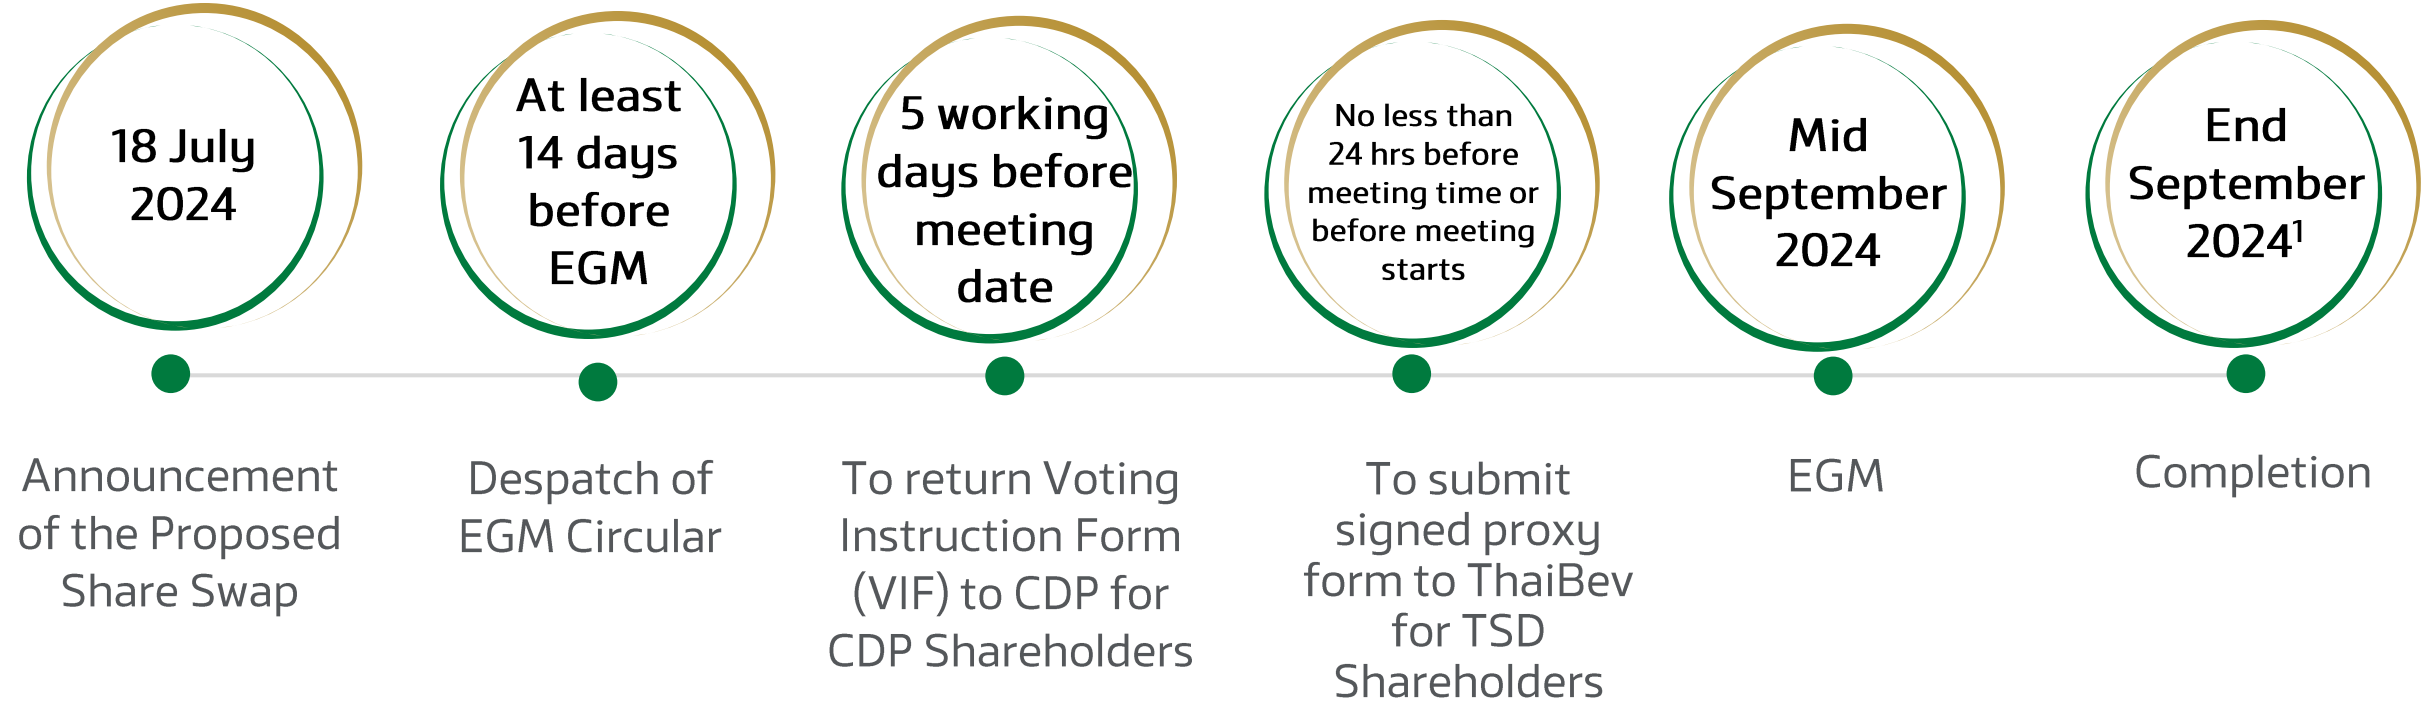 18 July
2024
At least
14 days
before
EGM
5 working
days before
meeting
date
No less than
24 hrs before
meeting time or
before meeting
starts
Mid
September
2024
End
September
2024¹
Announcement
of the Proposed
Share Swap
Despatch of
EGM Circular
To return Voting
Instruction Form
(VIF) to CDP for
CDP Shareholders
To submit
signed proxy
form to ThaiBev
for TSD
Shareholders
EGM
Completion